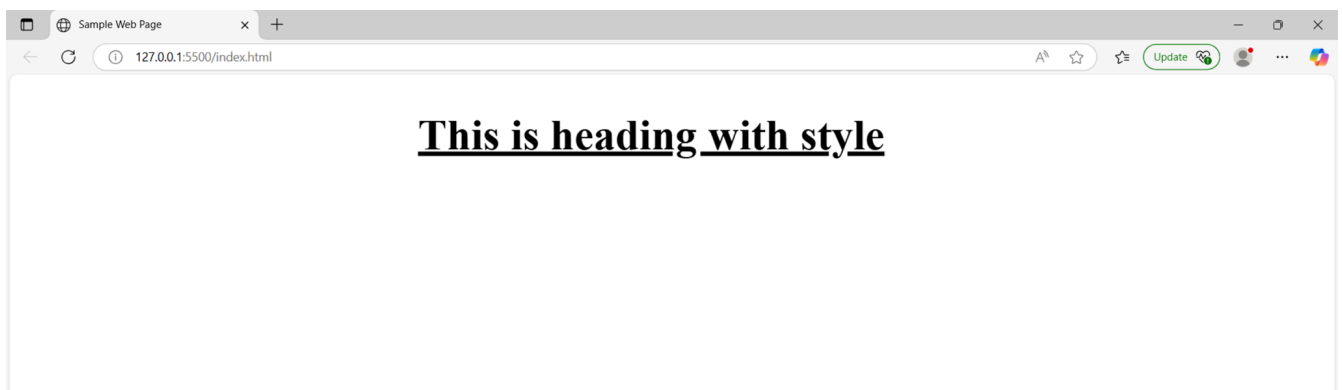 Sample Web Page
127.0.0.1:5500/index.html
Update
This is heading with style